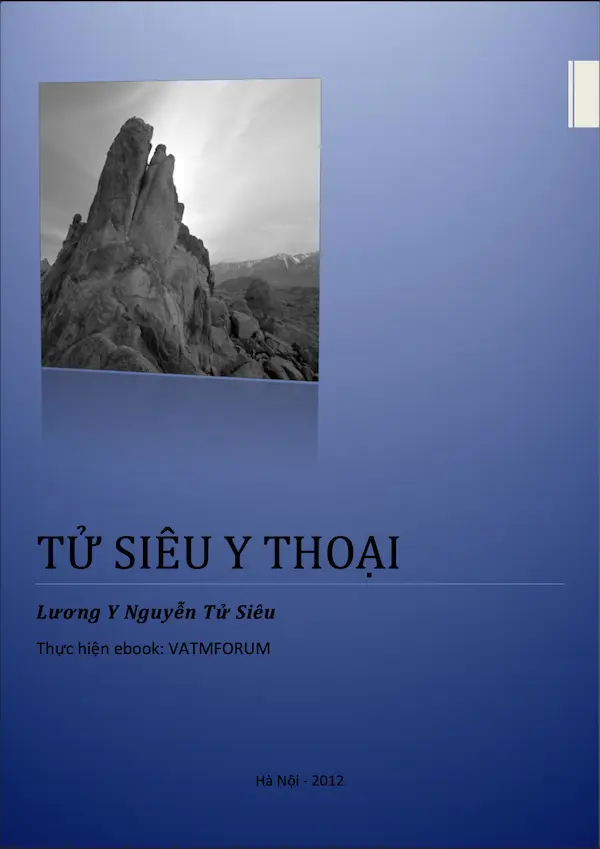 TỬ SIÊU Y THOẠI
Lương Y Nguyễn Tử Siêu
Thực hiện ebook: VATMFORUM
Hà Nội - 2012